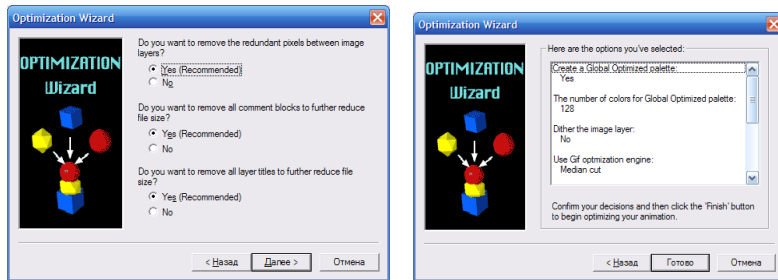 Optimization Wizard
OPTIMIZATION
Wizard
Do you want to remove the redundant pixels between image
layers?
Yes (Recommended)
No
Do you want to remove all comment blocks to further reduce
file size?
Yes (Recommended)
No
Do you want to remove all layer titles to further reduce file
size?
Yes (Recommended)
No
< Назад
Далее >
Отмена
Optimization Wizard
OPTIMIZATION
Wizard
Here are the options you've selected:
Create a Global Optimized palette:
Yes
The number of colors for Global Optimized palette:
128
Dither the image layer:
No
Use Gif optmization engine:
Median cut
Confirm your decisions and then click the 'Finish' button
to begin optimizing your animation.
< Назад
Готово
Отмена